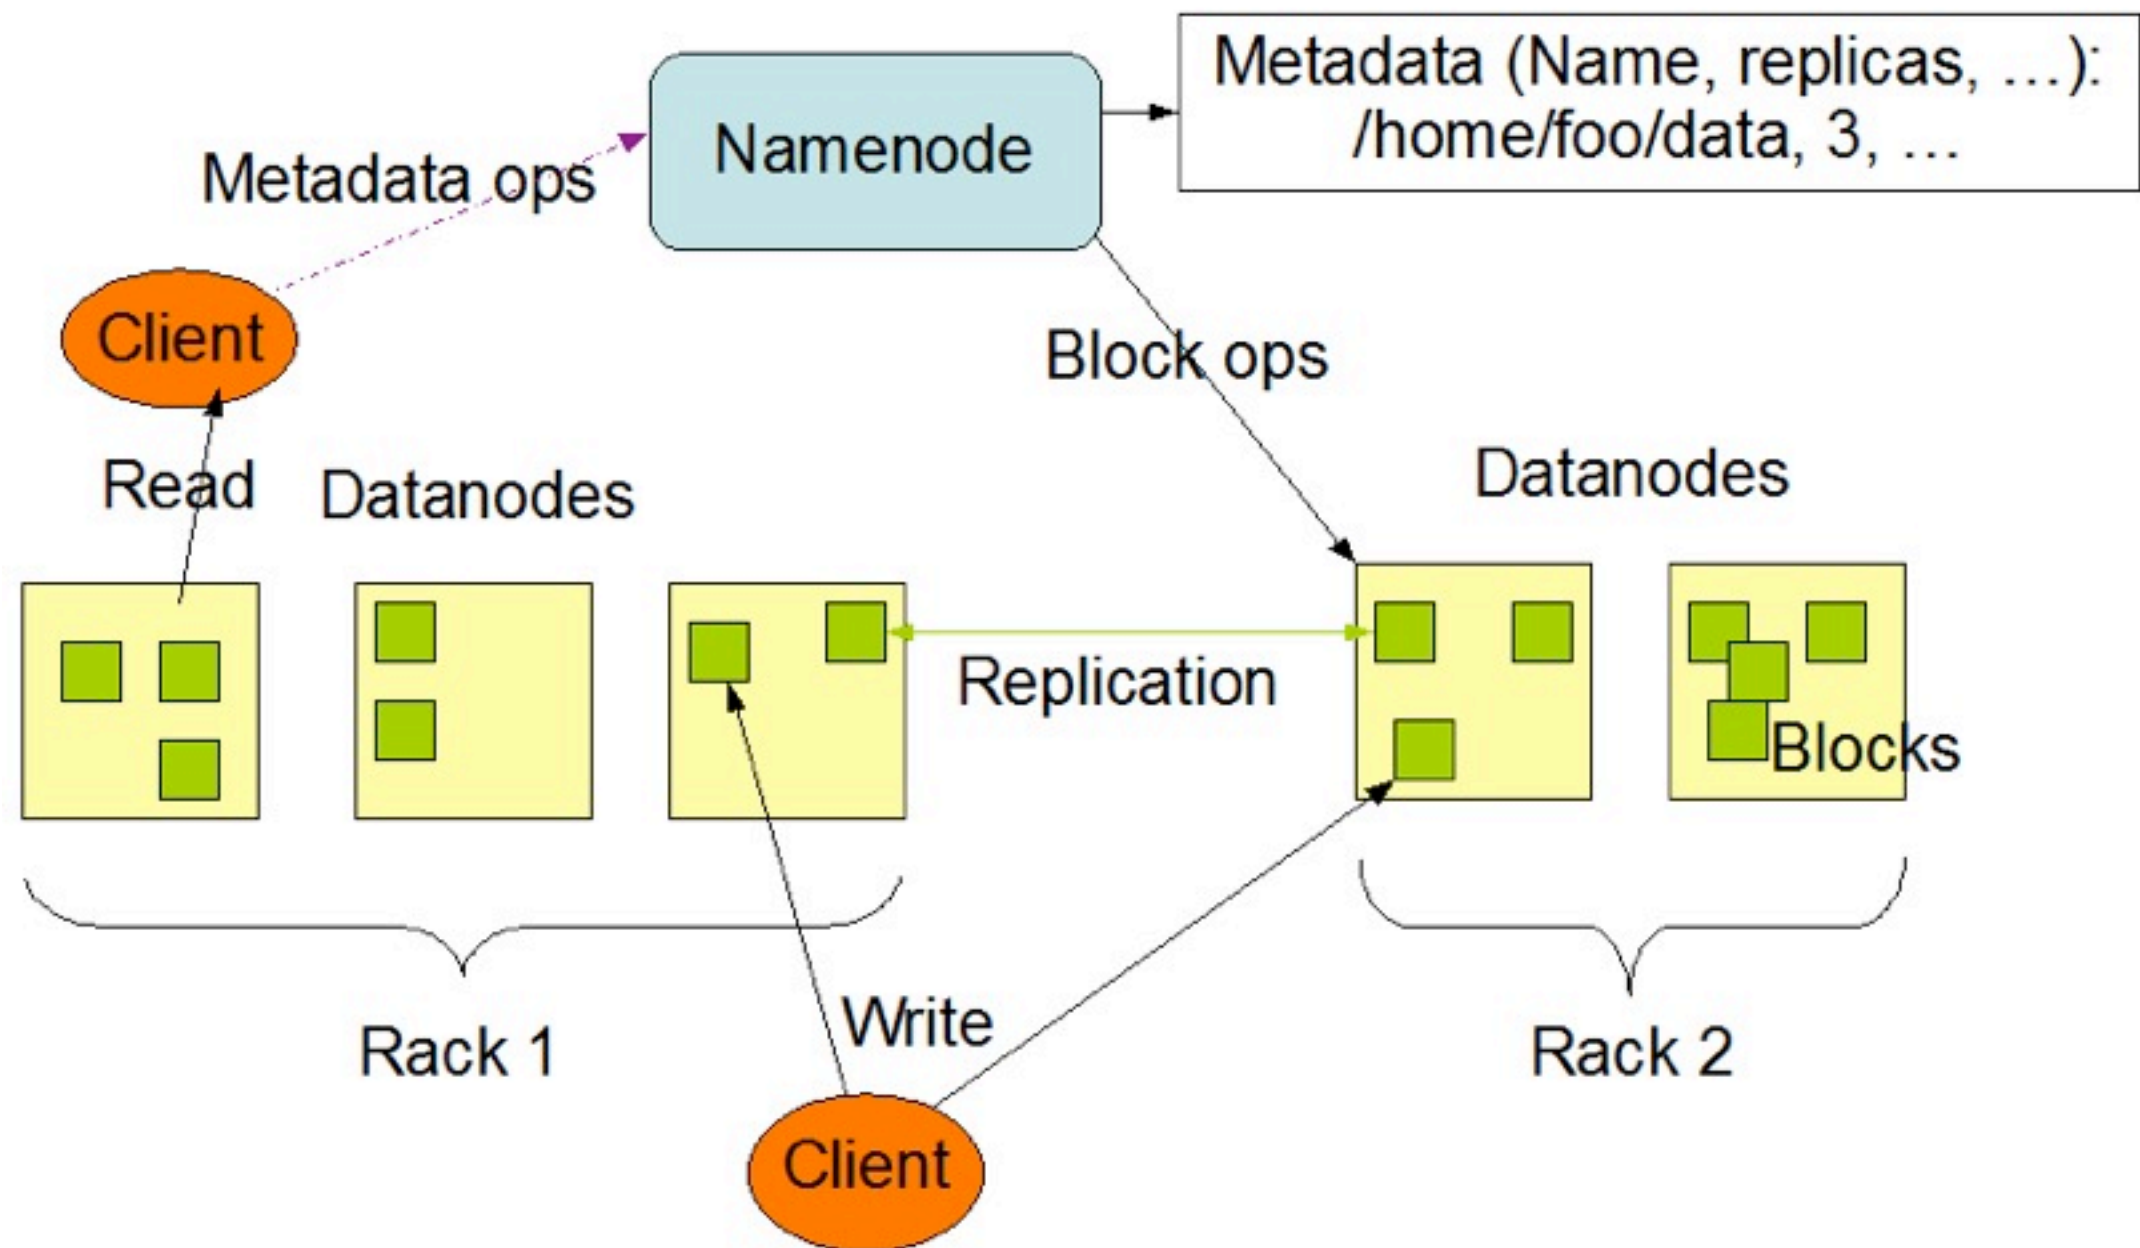 Metadata (Name, replicas, …):
/home/foo/data, 3, …
Namenode
Metadata ops
Client
Block ops
Read
Datanodes
Datanodes
Replication
Blocks
Rack 1
Write
Rack 2
Client